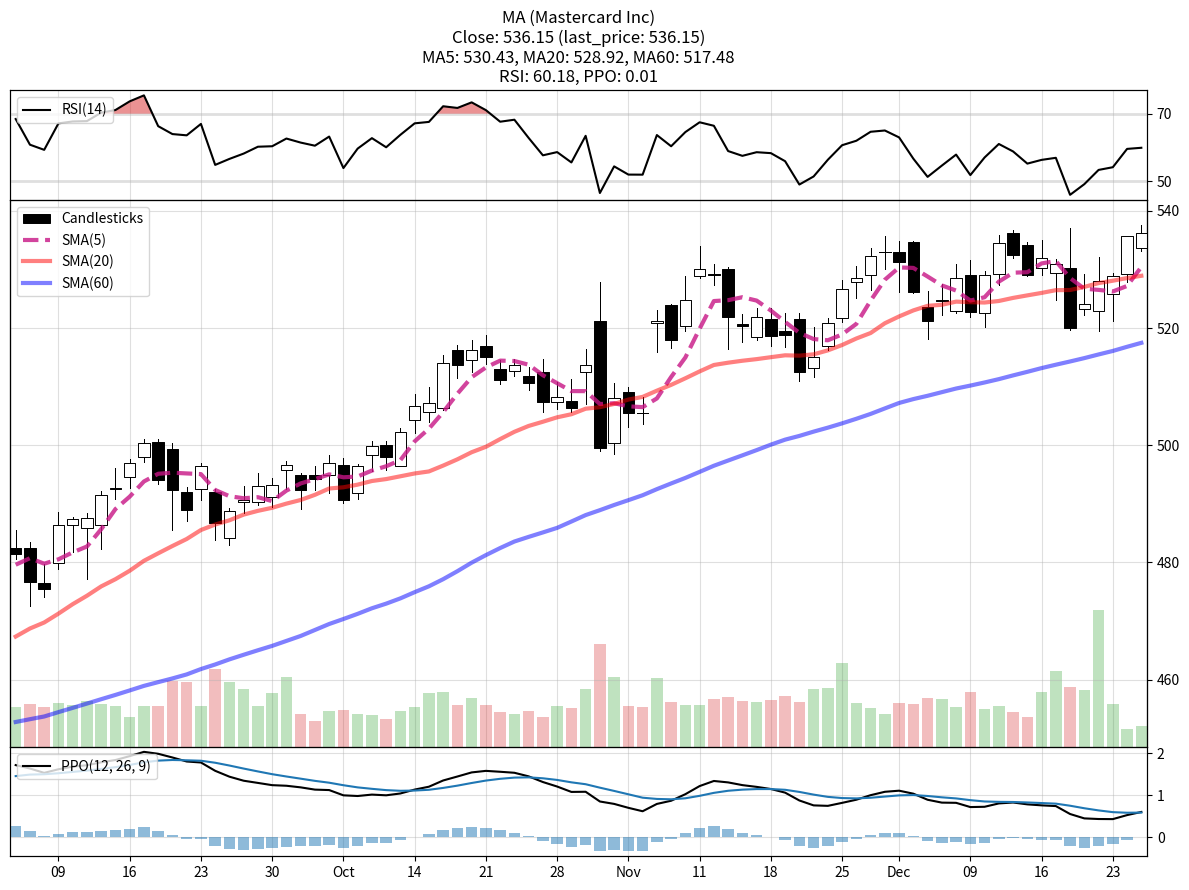 MA (Mastercard Inc)
Close: 536.15 (last_price: 536.15)
MA5: 530.43, MA20: 528.92, MA60: 517.48
RSI: 60.18, PPO: 0.01
RSI(14)
70
50
Candlesticks
SMA(5)
SMA(20)
SMA(60)
540
520
500
480
460
PPO(12, 26, 9)
2
1
0
09 16 23 30 Oct 14 21 28 Nov 11 18 25 Dec 09 16 23